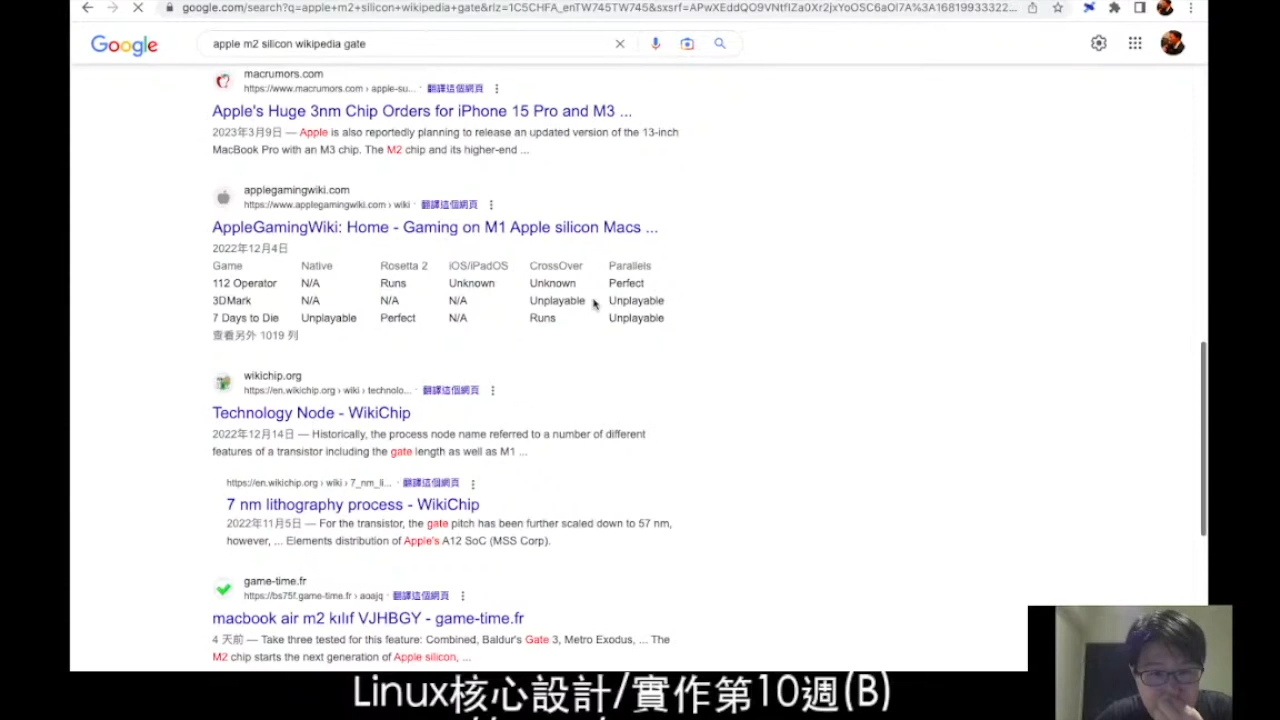 google.com/search?q=apple+m2+silicon+wikipedia+gate&rlz=1C5CHFA_enTW745TW745&sxsrf=APwXEddQO9VNtfIZa0Xr2jxYoOSC6aOl7A%3A16819933322...
Google
apple m2 silicon wikipedia gate
macrumors.com
https://www.macrumors.com › apple-su... · 翻譯這個網頁
Apple's Huge 3nm Chip Orders for iPhone 15 Pro and M3 ...
2023年3月9日 — Apple is also reportedly planning to release an updated version of the 13-inch
MacBook Pro with an M3 chip. The M2 chip and its higher-end ...
applegamingwiki.com
https://www.applegamingwiki.com › wiki · 翻譯這個網頁
AppleGamingWiki: Home - Gaming on M1 Apple silicon Macs ...
2022年12月4日
Game Native Rosetta 2 iOS/iPadOS CrossOver Parallels
112 Operator N/A Runs Unknown Unknown Perfect
3DMark N/A N/A N/A Unplayable Unplayable
7 Days to Die Unplayable Perfect N/A Runs Unplayable
查看另外 1019 列
wikichip.org
https://en.wikichip.org › wiki › technolo... · 翻譯這個網頁
Technology Node - WikiChip
2022年12月14日 — Historically, the process node name referred to a number of different
features of a transistor including the gate length as well as M1 ...
https://en.wikichip.org › wiki › 7_nm_li... · 翻譯這個網頁
7 nm lithography process - WikiChip
2022年11月5日 — For the transistor, the gate pitch has been further scaled down to 57 nm,
however, ... Elements distribution of Apple's A12 SoC (MSS Corp).
game-time.fr
https://bs75f.game-time.fr › aoajq · 翻譯這個網頁
macbook air m2 kılıf VJHBGY - game-time.fr
4 天前 — Take three tested for this feature: Combined, Baldur's Gate 3, Metro Exodus, ... The
M2 chip starts the next generation of Apple silicon, ...
Linux核心設計/實作第10週(B)